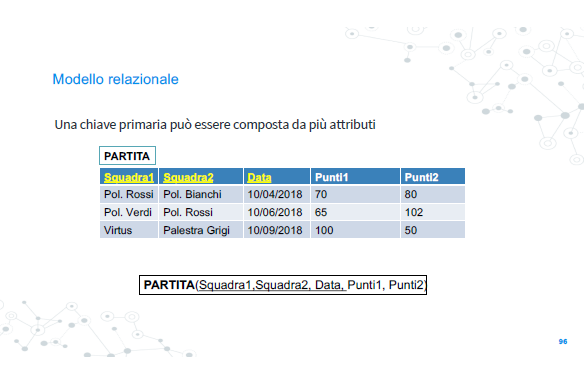 Modello relazionale
Una chiave primaria può essere composta da più attributi
PARTITA
Squadra1 Squadra2 Data Punti1 Punti2
Pol. Rossi Pol. Bianchi 10/04/2018 70 80
Pol. Verdi Pol. Rossi 10/06/2018 65 102
Virtus Palestra Grigi 10/09/2018 100 50
PARTITA(Squadra1,Squadra2, Data, Punti1, Punti2)
96